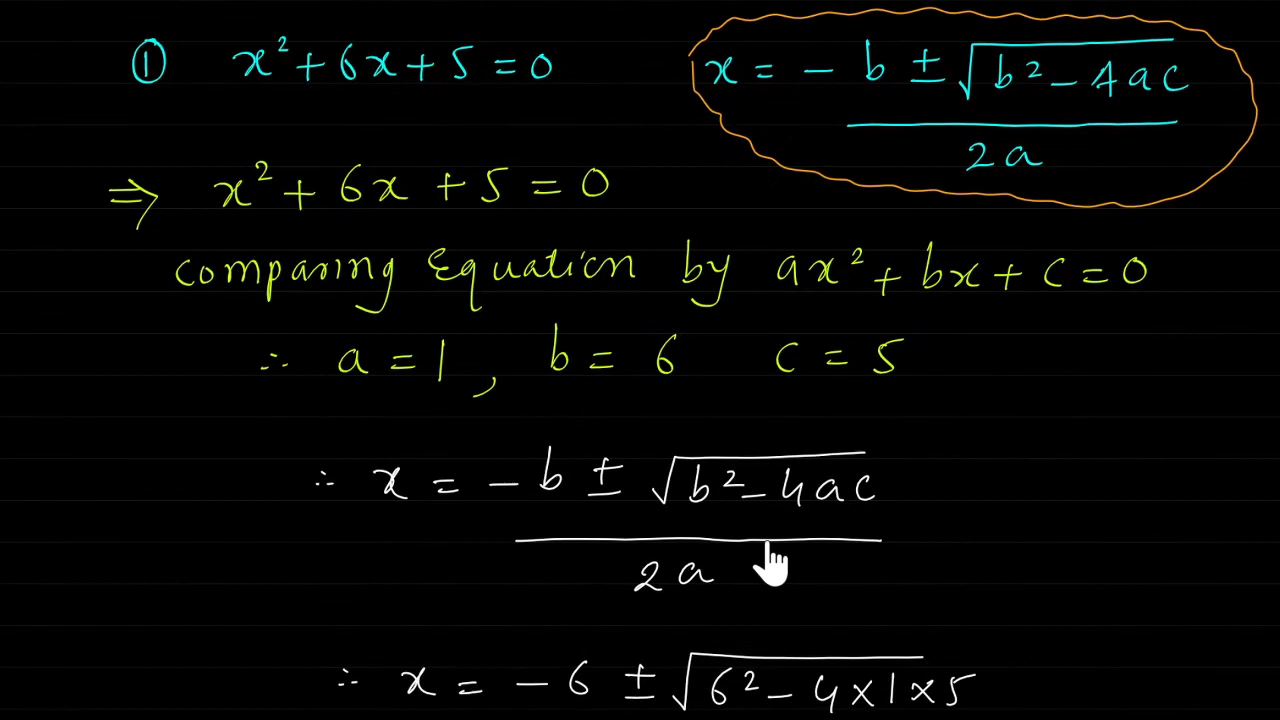 ① x² + 6x + 5 = 0
x = - b ± √(b² - 4ac)
2a
⇒ x² + 6x + 5 = 0
comparing Equation by ax² + bx + c = 0
∴ a = 1, b = 6 c = 5
∴ x = - b ± √(b² - 4ac)
2a
∴ x = - 6 ± √(6² - 4 × 1 × 5)